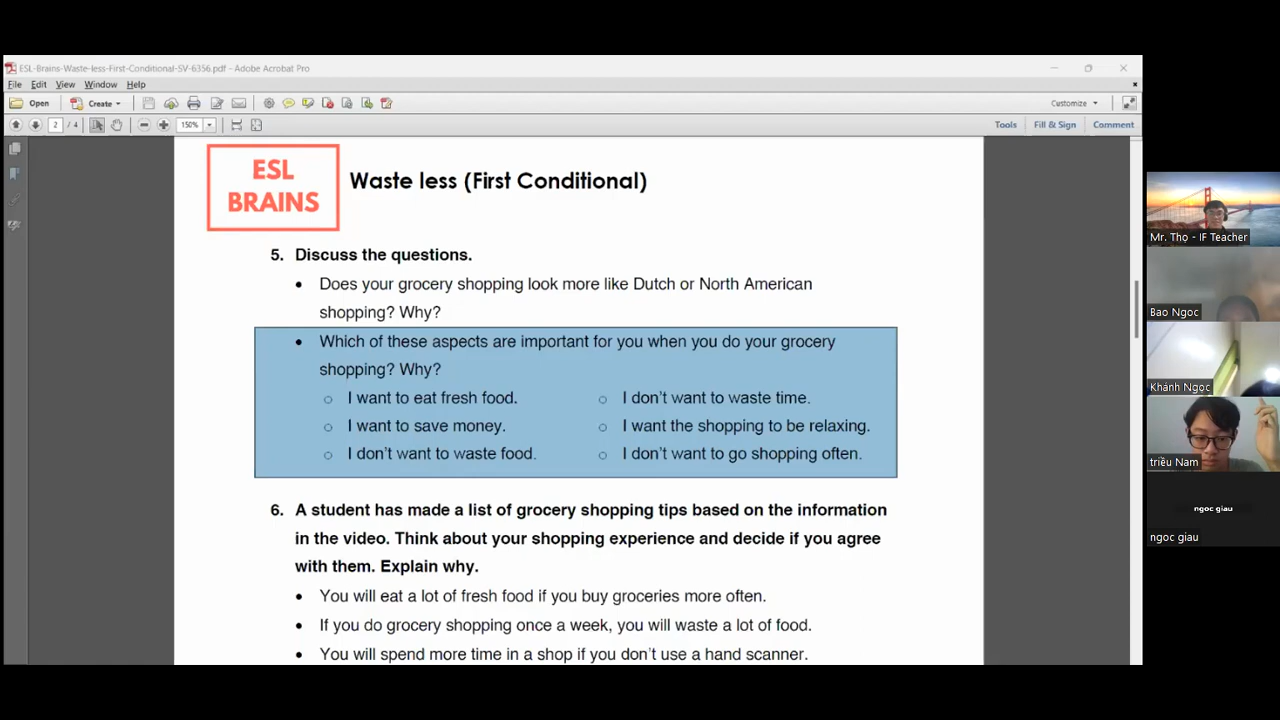 ESL-Brains-Waste-less-First-Conditional-SV-6356.pdf - Adobe Acrobat Pro
File Edit View Window Help
Open Create Customize
2 / 4 150% Tools Fill & Sign Comment
ESL
BRAINS
Waste less (First Conditional)
5. Discuss the questions.
• Does your grocery shopping look more like Dutch or North American
shopping? Why?
• Which of these aspects are important for you when you do your grocery
shopping? Why?
○ I want to eat fresh food.
○ I want to save money.
○ I don't want to waste food.
○ I don't want to waste time.
○ I want the shopping to be relaxing.
○ I don't want to go shopping often.
6. A student has made a list of grocery shopping tips based on the information
in the video. Think about your shopping experience and decide if you agree
with them. Explain why.
• You will eat a lot of fresh food if you buy groceries more often.
• If you do grocery shopping once a week, you will waste a lot of food.
• You will spend more time in a shop if you don't use a hand scanner.
Mr. Thọ - IF Teacher
Bao Ngoc
Khánh Ngọc
triều Nam
ngoc giau
ngoc giau